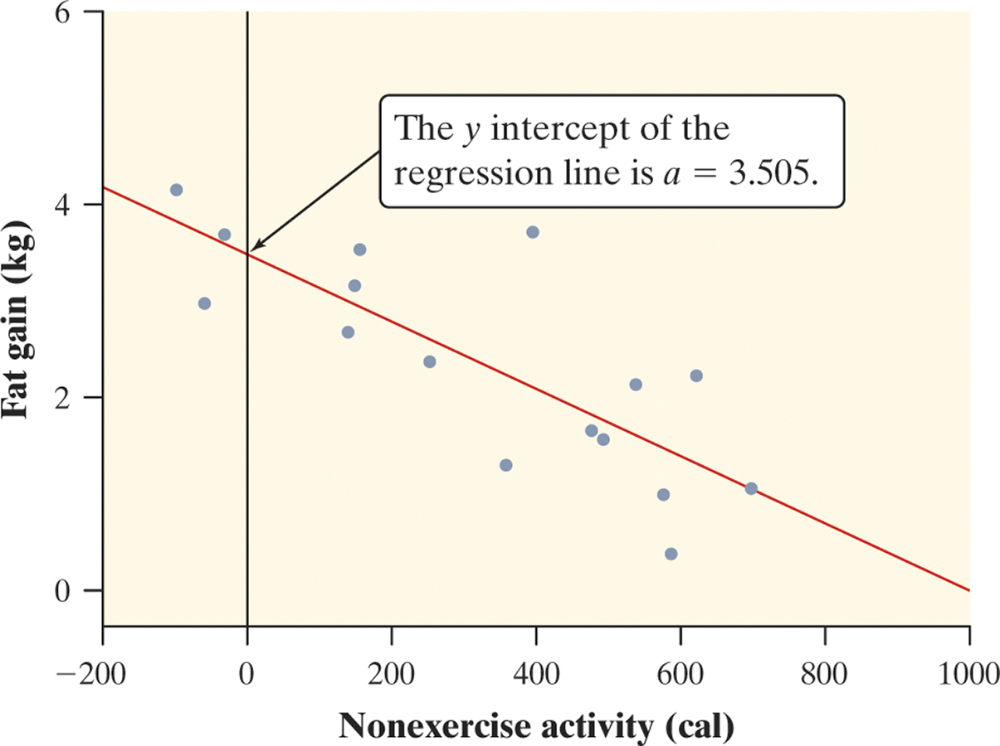 6
The y intercept of the
regression line is a = 3.505.
4
2
0
Fat gain (kg)
−200 0 200 400 600 800 1000
Nonexercise activity (cal)